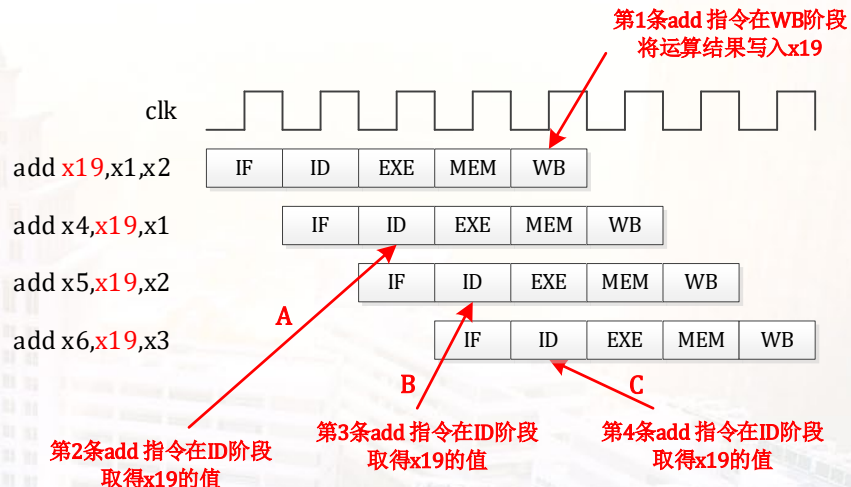 第1条add 指令在WB阶段
将运算结果写入x19
clk
add x19,x1,x2 IF ID EXE MEM WB
add x4,x19,x1 IF ID EXE MEM WB
add x5,x19,x2 IF ID EXE MEM WB
add x6,x19,x3 IF ID EXE MEM WB
A
B
C
第2条add 指令在ID阶段
取得x19的值
第3条add 指令在ID阶段
取得x19的值
第4条add 指令在ID阶段
取得x19的值